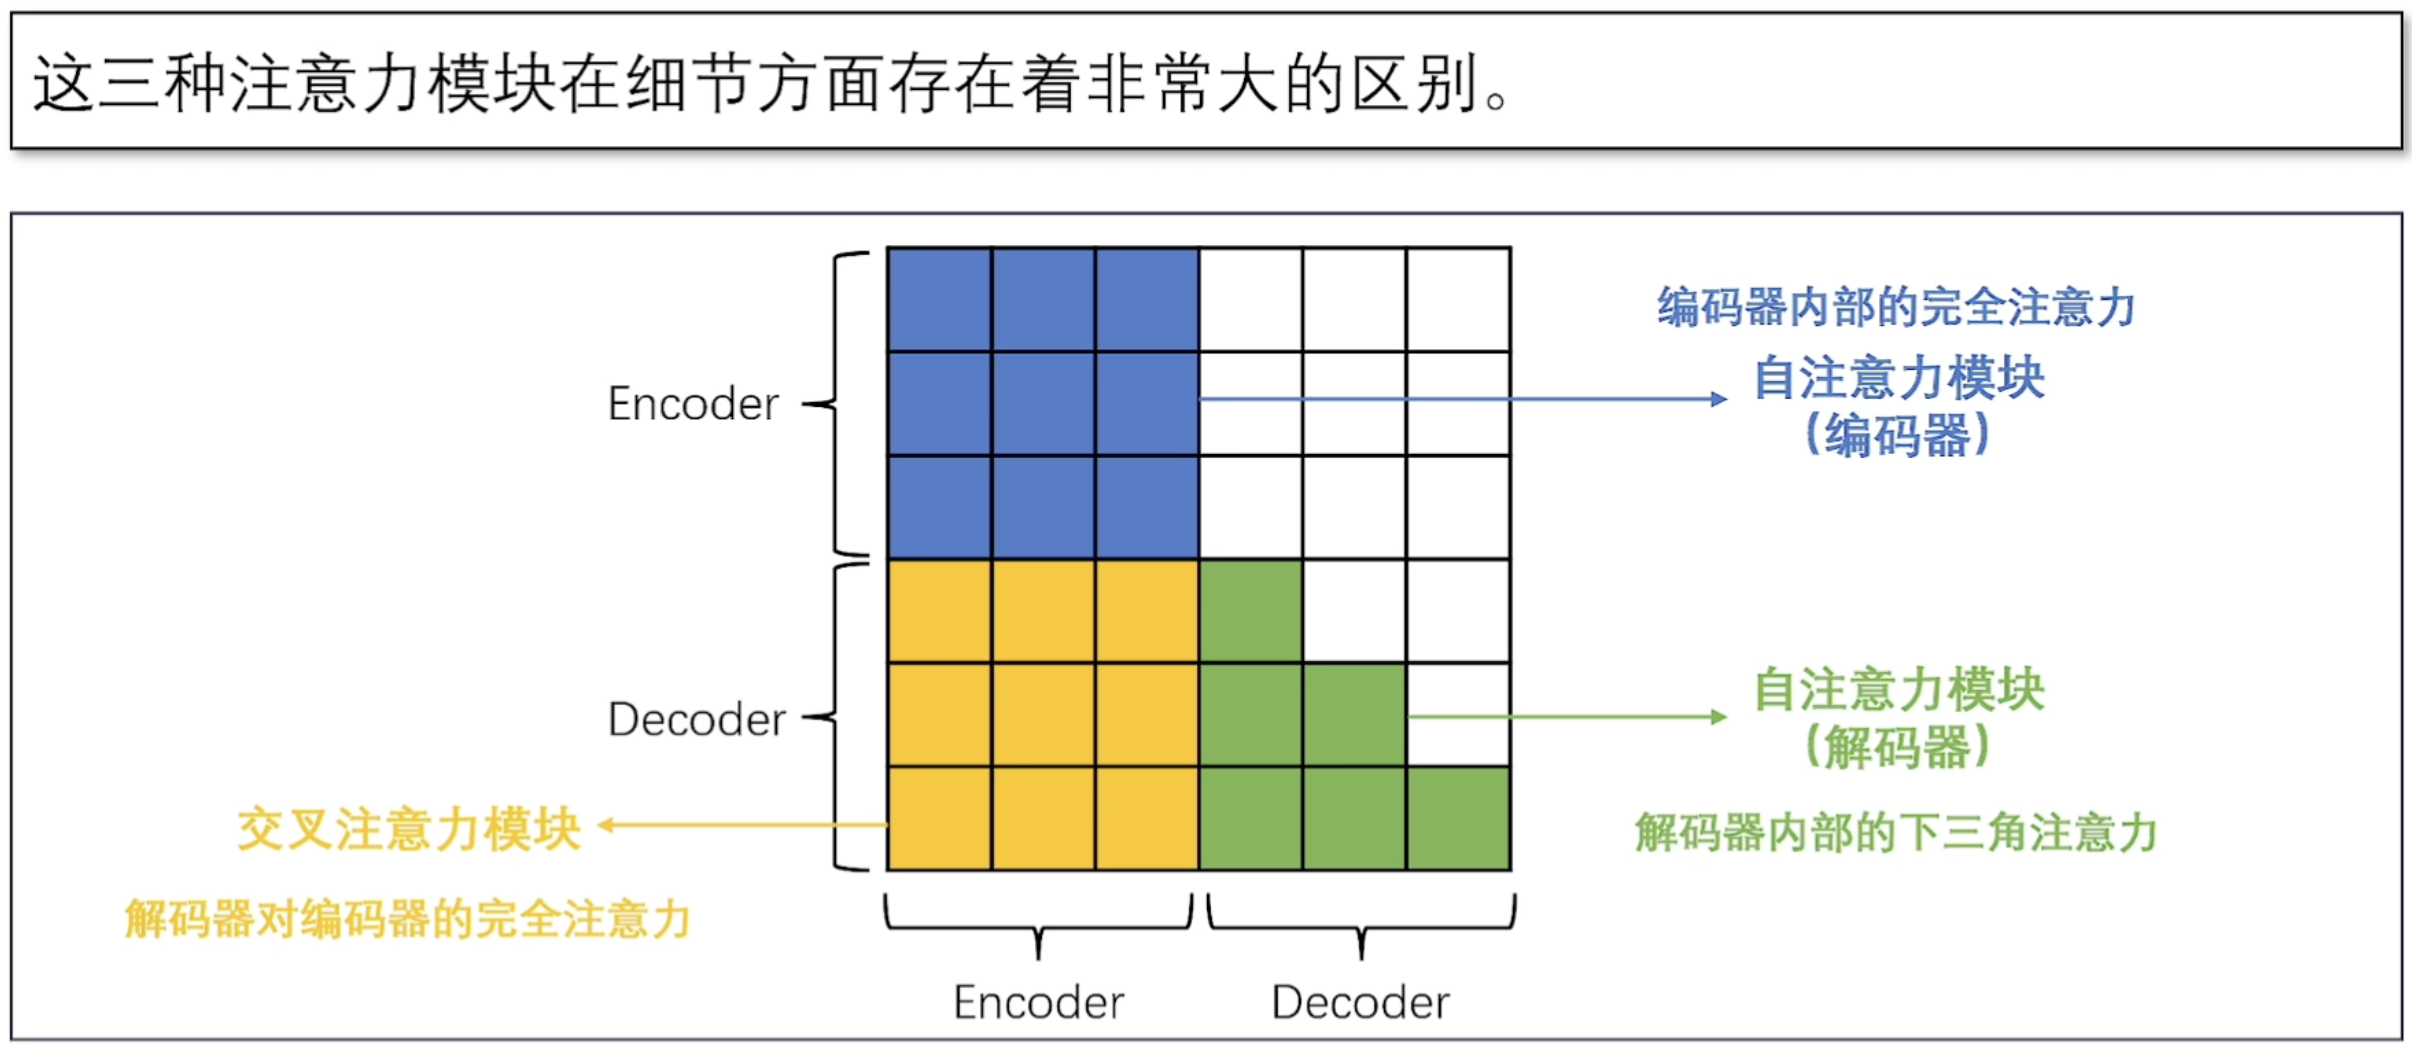 这三种注意力模块在细节方面存在着非常大的区别。
编码器内部的完全注意力
自注意力模块
(编码器)
Encoder
Decoder
自注意力模块
(解码器)
解码器内部的下三角注意力
交叉注意力模块
解码器对编码器的完全注意力
Encoder
Decoder